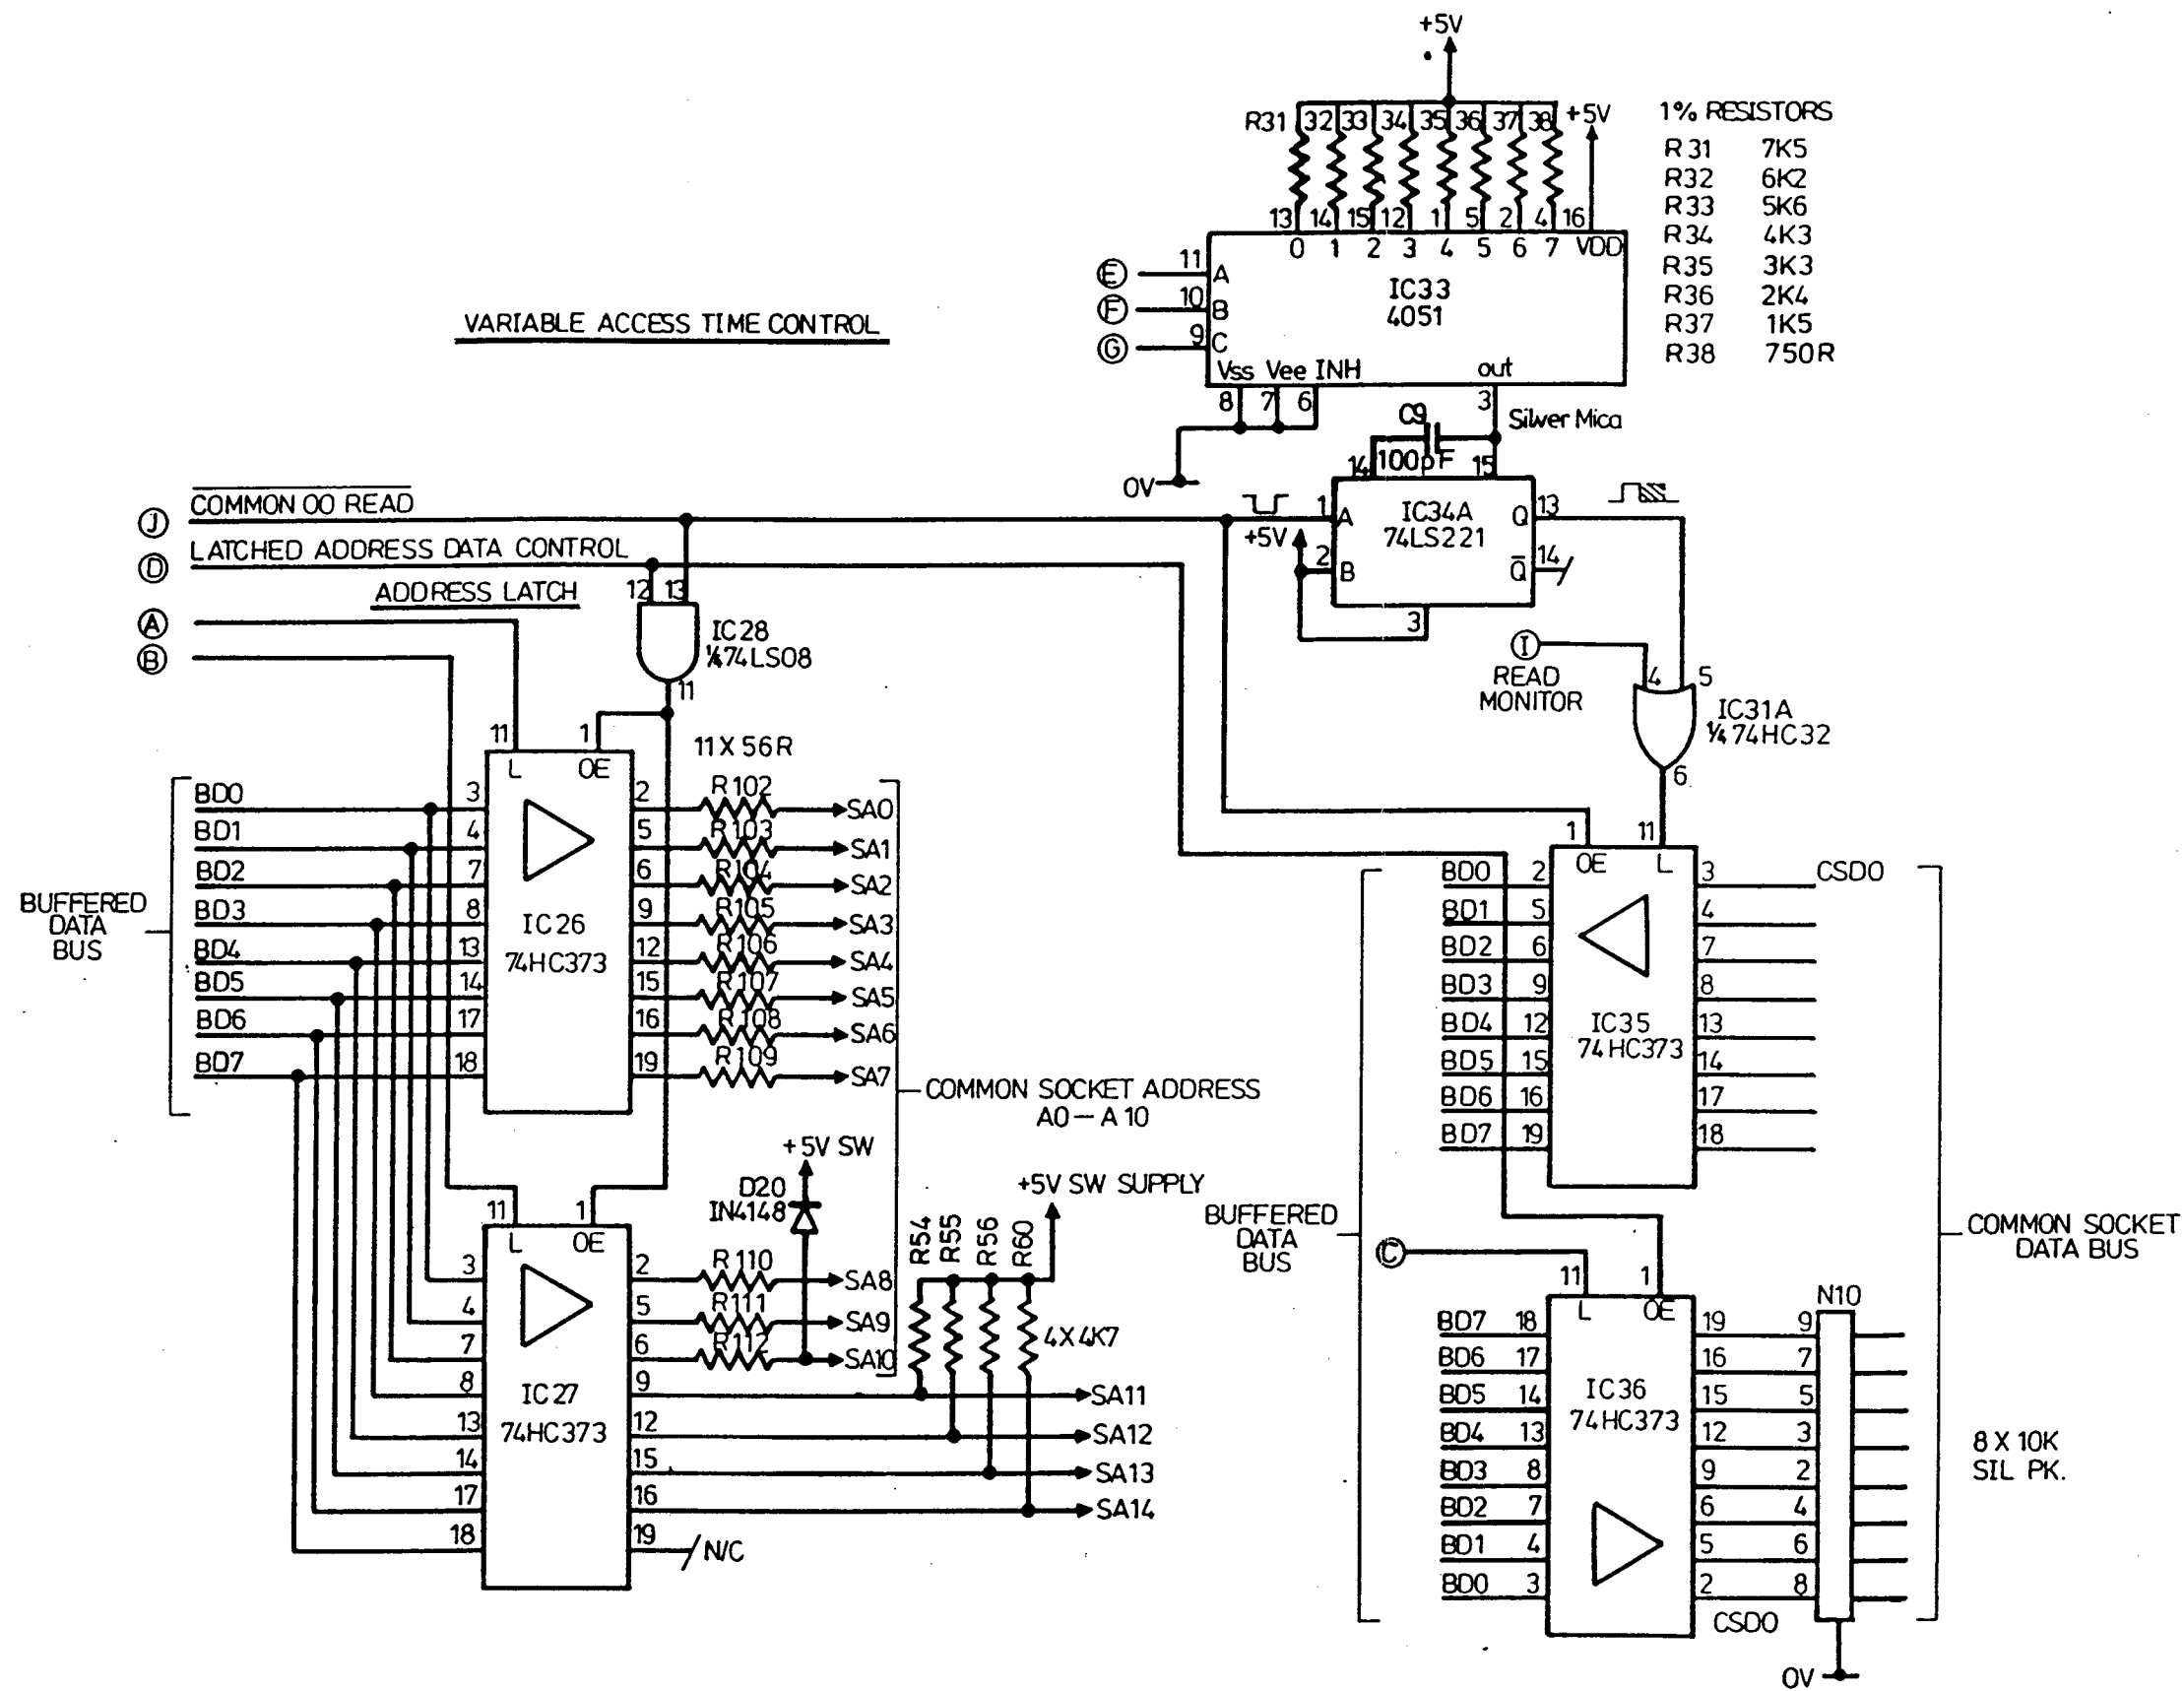 +5V
R31 32 33 34 35 36 37 38 +5V
13 14 15 12 1 5 2 4 16
0 1 2 3 4 5 6 7 VDD
1% RESISTORS
R31 7K5
R32 6K2
R33 5K6
R34 4K3
R35 3K3
R36 2K4
R37 1K5
R38 750R
E 11 A
F 10 B
G 9 C
IC33
4051
Vss Vee INH out
8 7 6 3
VARIABLE ACCESS TIME CONTROL
C9
Silver Mica
14 100pF 15
0V
J COMMON OO READ
D LATCHED ADDRESS DATA CONTROL
ADDRESS LATCH
A
B
12 13
IC28
¼74LS08
11
1 A
+5V
2 B
IC34A
74LS221
Q 13
Q 14
3
I
READ
MONITOR
4 5
IC31A
¼74HC32
6
11 1
L OE
11 X 56R
BUFFERED
DATA
BUS
BD0 3 2 R102 SA0
BD1 4 5 R103 SA1
BD2 7 6 R104 SA2
BD3 8 9 R105 SA3
BD4 13 12 R106 SA4
BD5 14 15 R107 SA5
BD6 17 16 R108 SA6
BD7 18 19 R109 SA7
IC26
74HC373
COMMON SOCKET ADDRESS
A0-A10
+5V SW
D20
IN4148
+5V SW SUPPLY
R54 R55 R56 R60
4X4K7
11 1
L OE
3 2 R110 SA8
4 5 R111 SA9
7 6 R112 SA10
8 9 SA11
13 12 SA12
14 15 SA13
17 16 SA14
18 19 N/C
IC27
74HC373
1 11
OE L
BD0 2 3 CSD0
BD1 5 4
BD2 6 7
BD3 9 8
BD4 12 13
BD5 15 14
BD6 16 17
BD7 19 18
IC35
74HC373
BUFFERED
DATA
BUS
COMMON SOCKET
DATA BUS
C
11 1
L OE
N10
BD7 18 19 9
BD6 17 16 7
BD5 14 15 5
BD4 13 12 3
BD3 8 9 2
BD2 7 6 4
BD1 4 5 6
BD0 3 2 8
IC36
74HC373
CSD0
8 X 10K
SIL PK.
0V